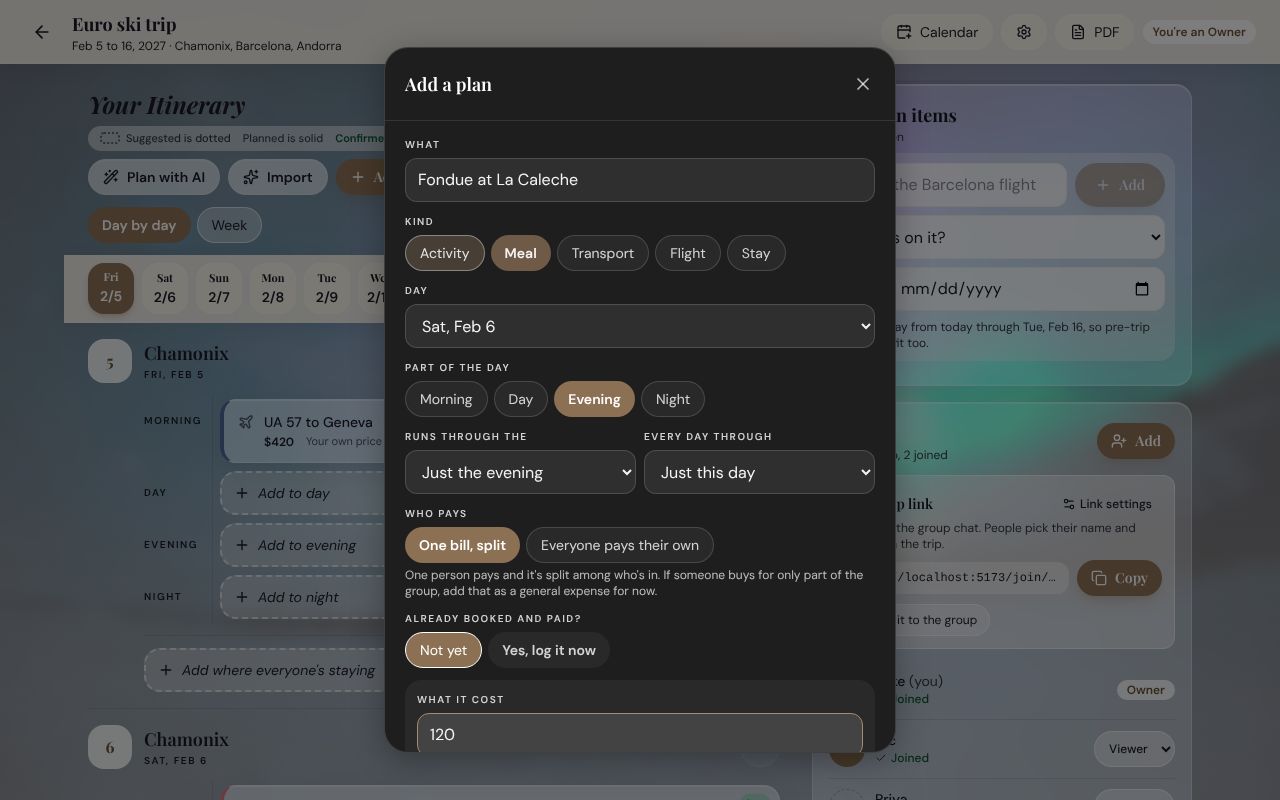 Euro ski trip
Feb 5 to 16, 2027 · Chamonix, Barcelona, Andorra
Calendar
PDF
You're an Owner
Your Itinerary
Suggested is dotted Planned is solid
Plan with AI
Import
Day by day
Week
Fri
2/5
Sat
2/6
Sun
2/7
Mon
2/8
Tue
2/9
5
Chamonix
FRI, FEB 5
MORNING
UA 57 to Geneva
$420 Your own price
DAY
Add to day
EVENING
Add to evening
NIGHT
Add to night
Add where everyone's staying
6
Chamonix
SAT, FEB 6
Add a plan
WHAT
Fondue at La Caleche
KIND
Activity
Meal
Transport
Flight
Stay
DAY
Sat, Feb 6
PART OF THE DAY
Morning
Day
Evening
Night
RUNS THROUGH THE
EVERY DAY THROUGH
Just the evening
Just this day
WHO PAYS
One bill, split
Everyone pays their own
One person pays and it's split among who's in. If someone buys for only part of the
group, add that as a general expense for now.
ALREADY BOOKED AND PAID?
Not yet
Yes, log it now
WHAT IT COST
120
items
the Barcelona flight
Add
on it?
mm/dd/yyyy
from today through Tue, Feb 16, so pre-trip
it too.
2 joined
Add
link
Link settings
the group chat. People pick their name and
the trip.
/localhost:5173/join/…
Copy
it to the group
(you)
Joined
Owner
Joined
Viewer